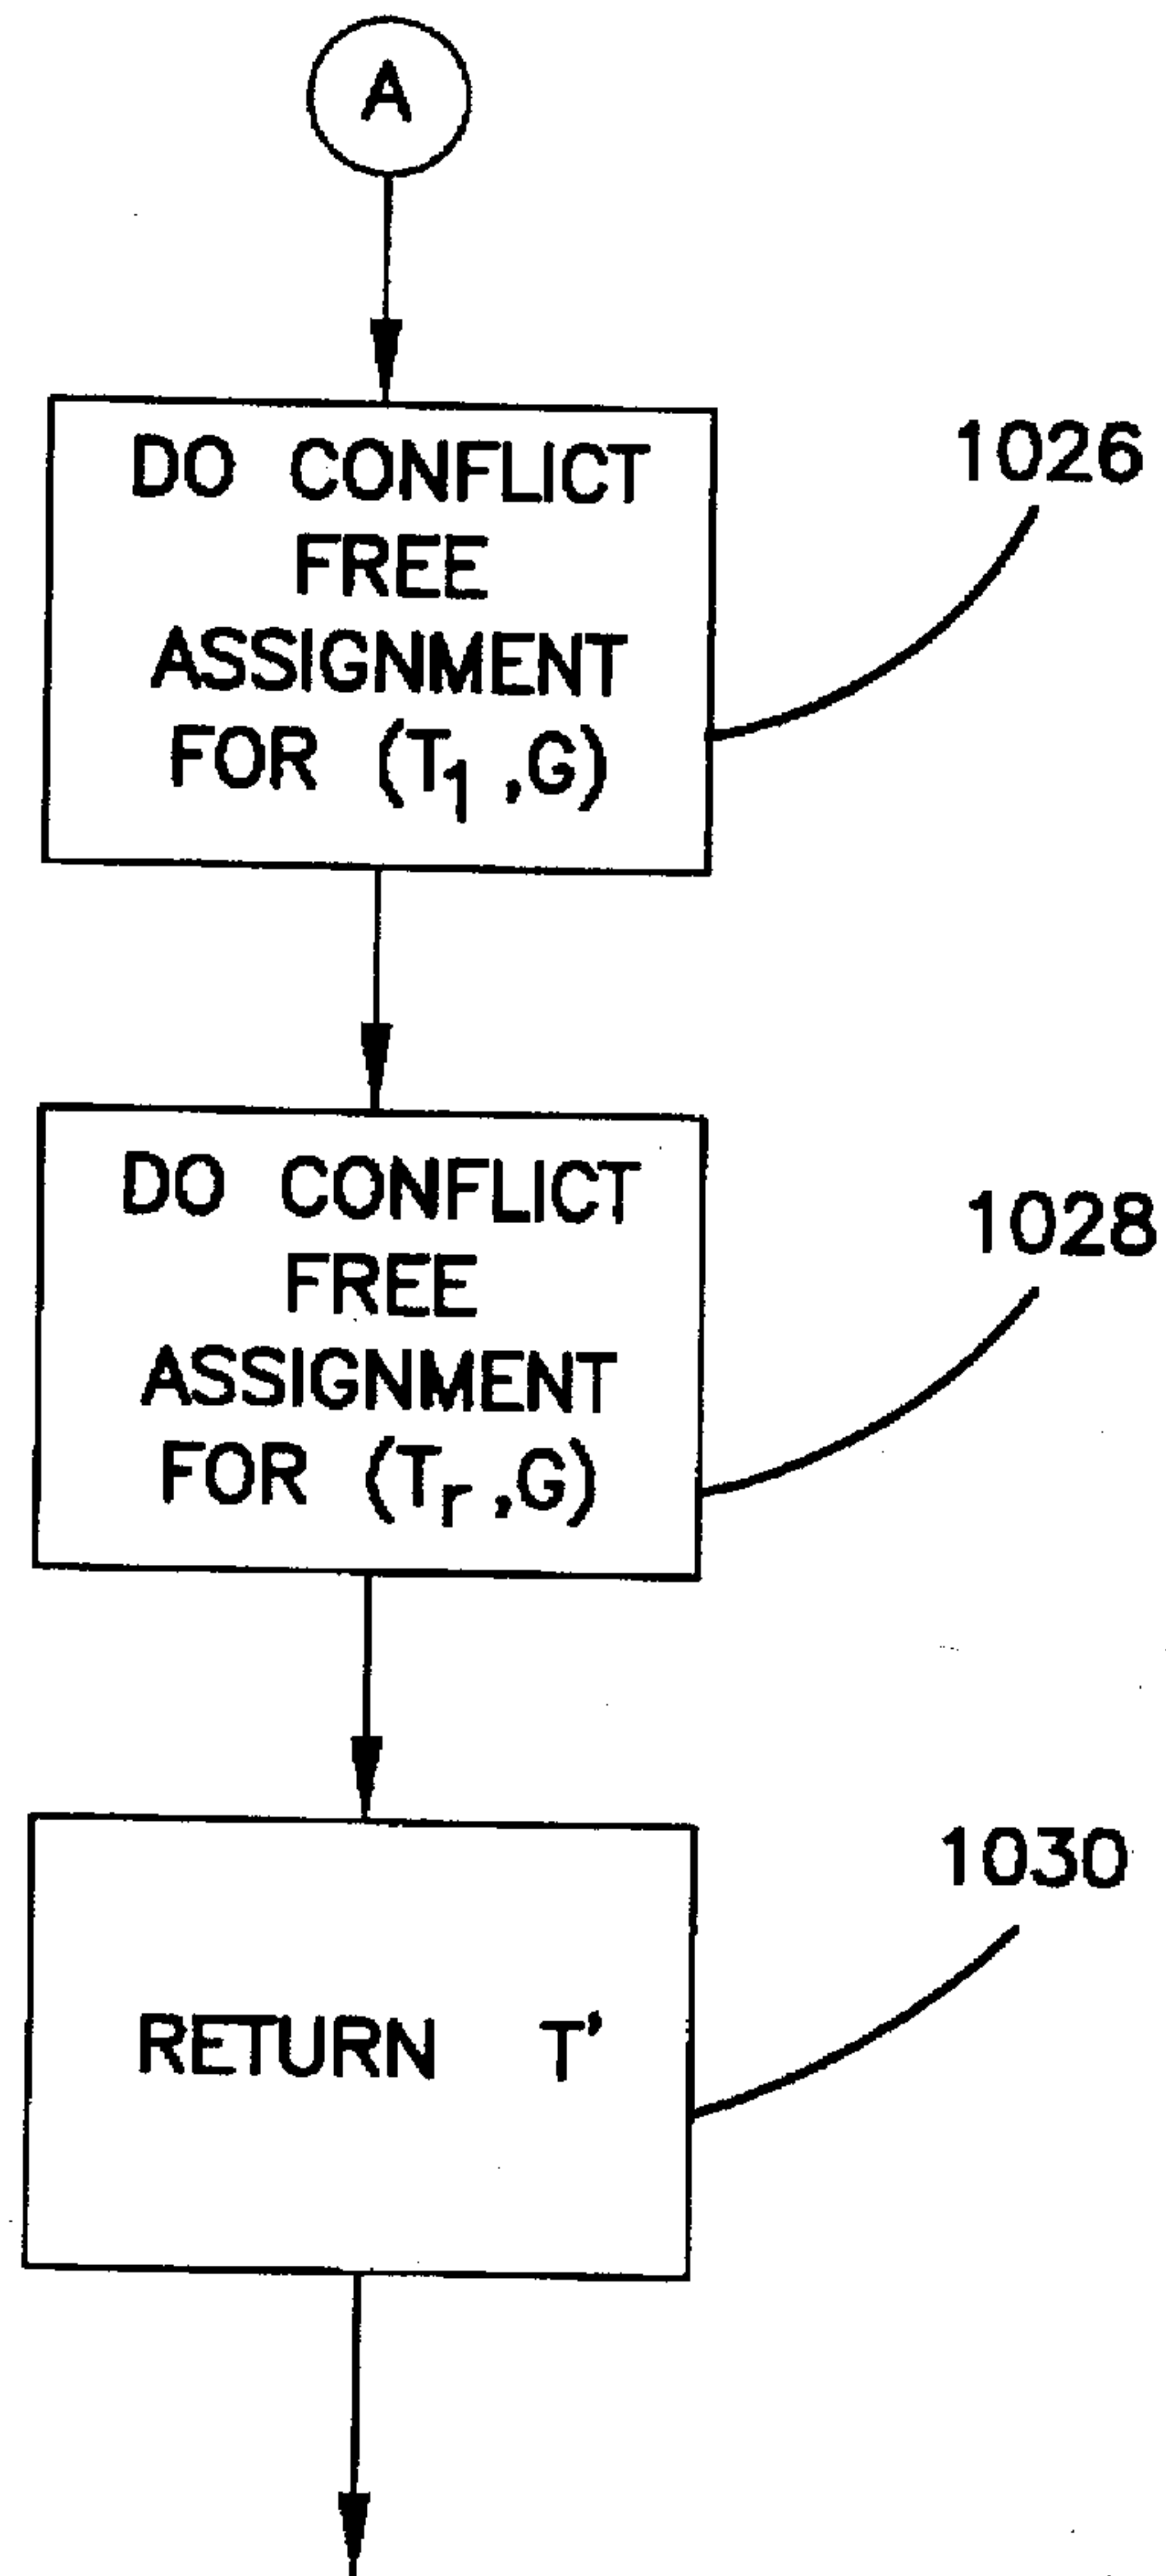 A
DO CONFLICT
FREE
ASSIGNMENT
FOR (T₁,G)
1026
DO CONFLICT
FREE
ASSIGNMENT
FOR (Tᵣ,G)
1028
RETURN T'
1030